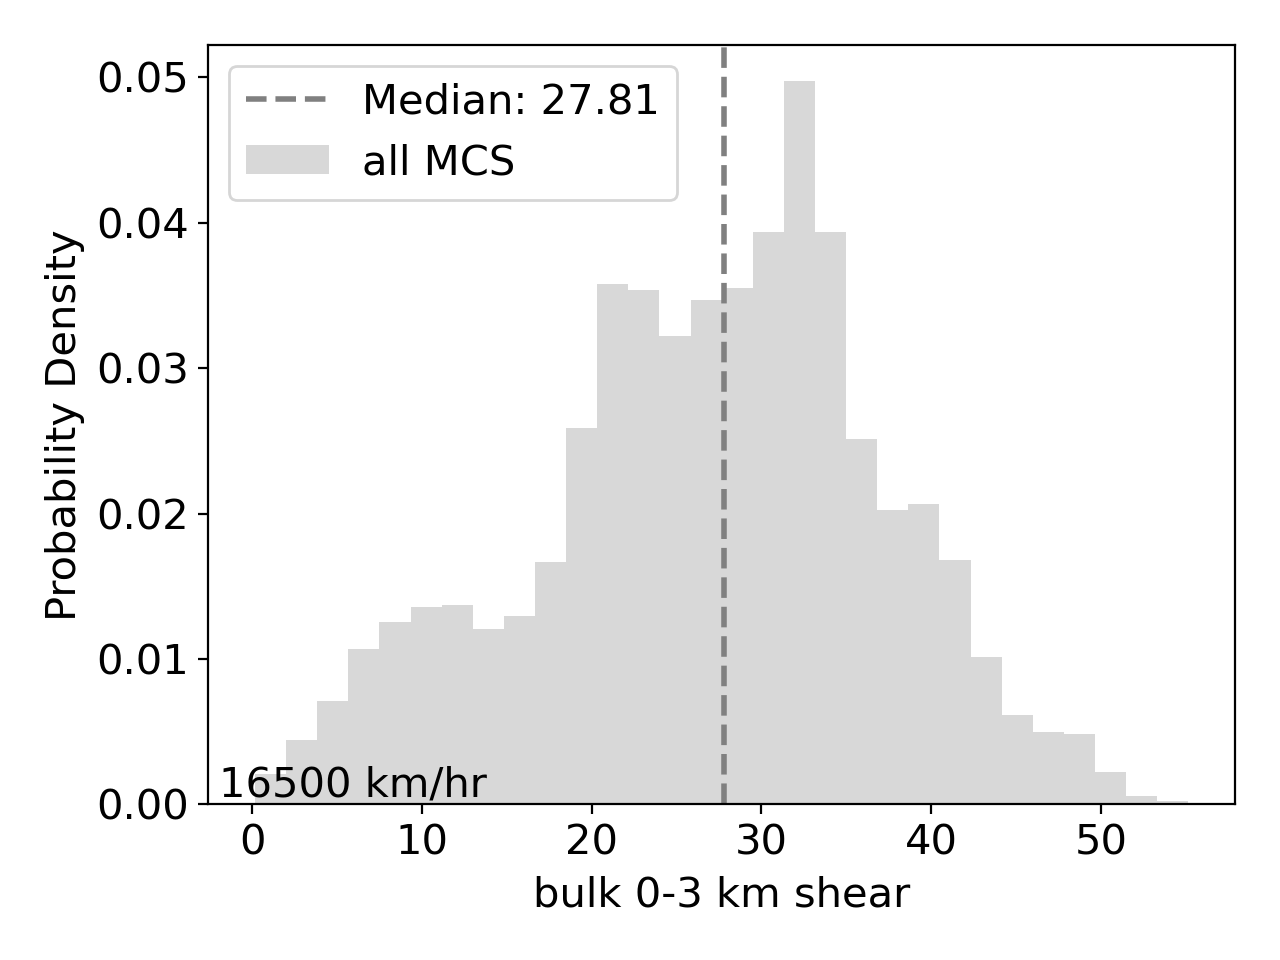 0.05
0.04
0.03
0.02
0.01
0.00
Probability Density
Median: 27.81
all MCS
16500 km/hr
0 10 20 30 40 50
bulk 0-3 km shear